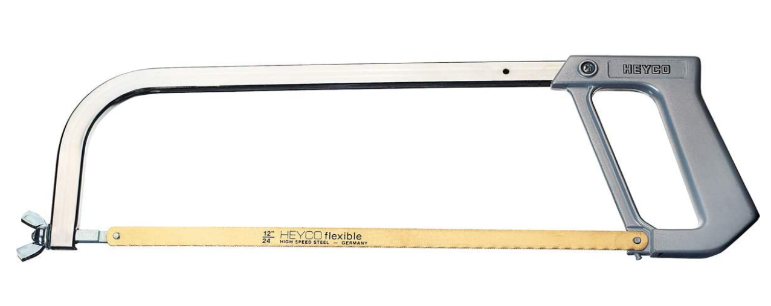 HEYCO
12"
24
HEYCO flexible
HIGH SPEED STEEL — GERMANY